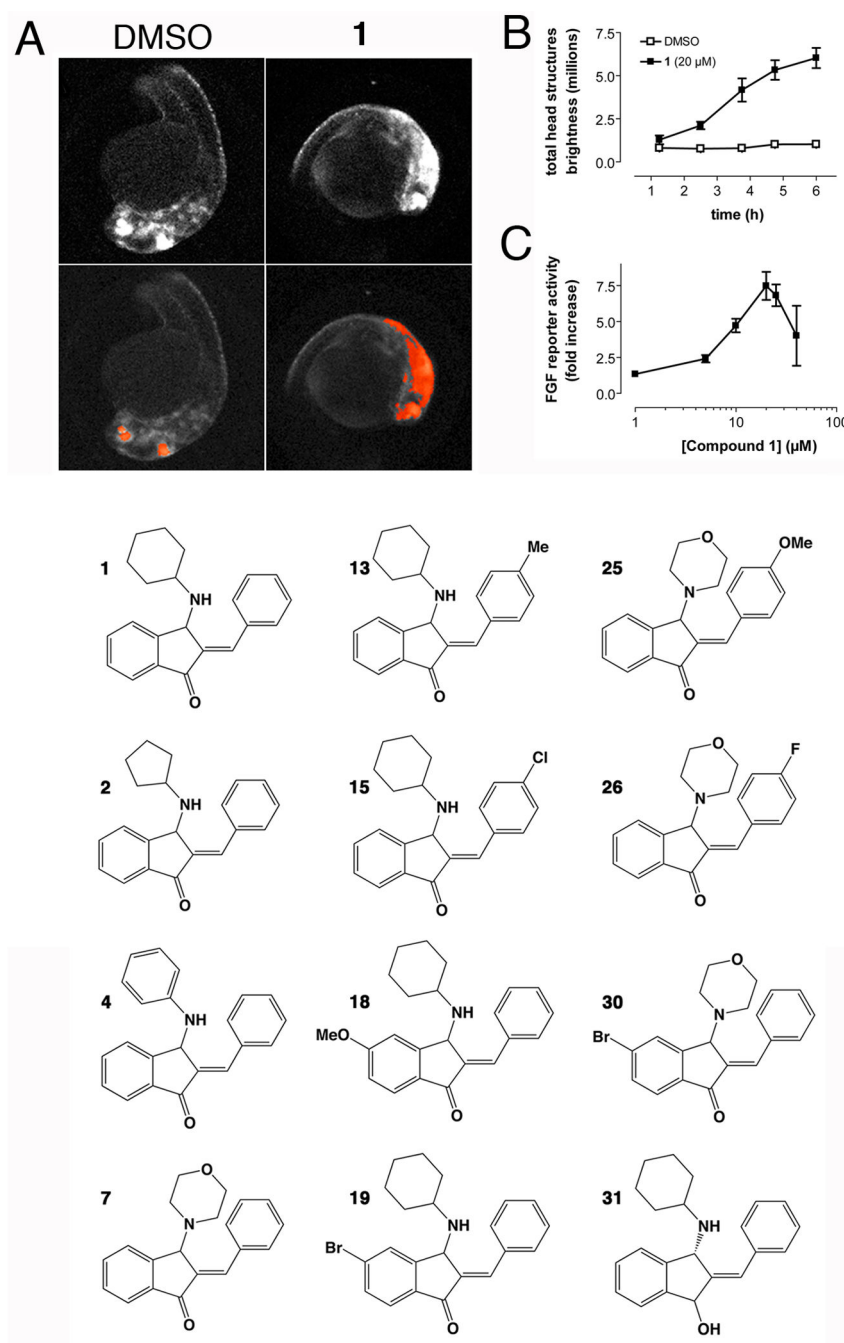 A
DMSO
1
B
total head structures
brightness (millions)
7.5
5.0
2.5
0.0
DMSO
1 (20 µM)
1 2 3 4 5 6
time (h)
C
FGF reporter activity
(fold increase)
7.5
5.0
2.5
0.0
1 10 100
[Compound 1] (µM)
1
NH
O
13
NH
Me
O
25
O
N
OMe
O
2
NH
O
15
NH
Cl
O
26
O
N
F
O
4
NH
O
18
NH
MeO
O
30
O
N
Br
O
7
O
N
O
19
NH
Br
O
31
NH
OH